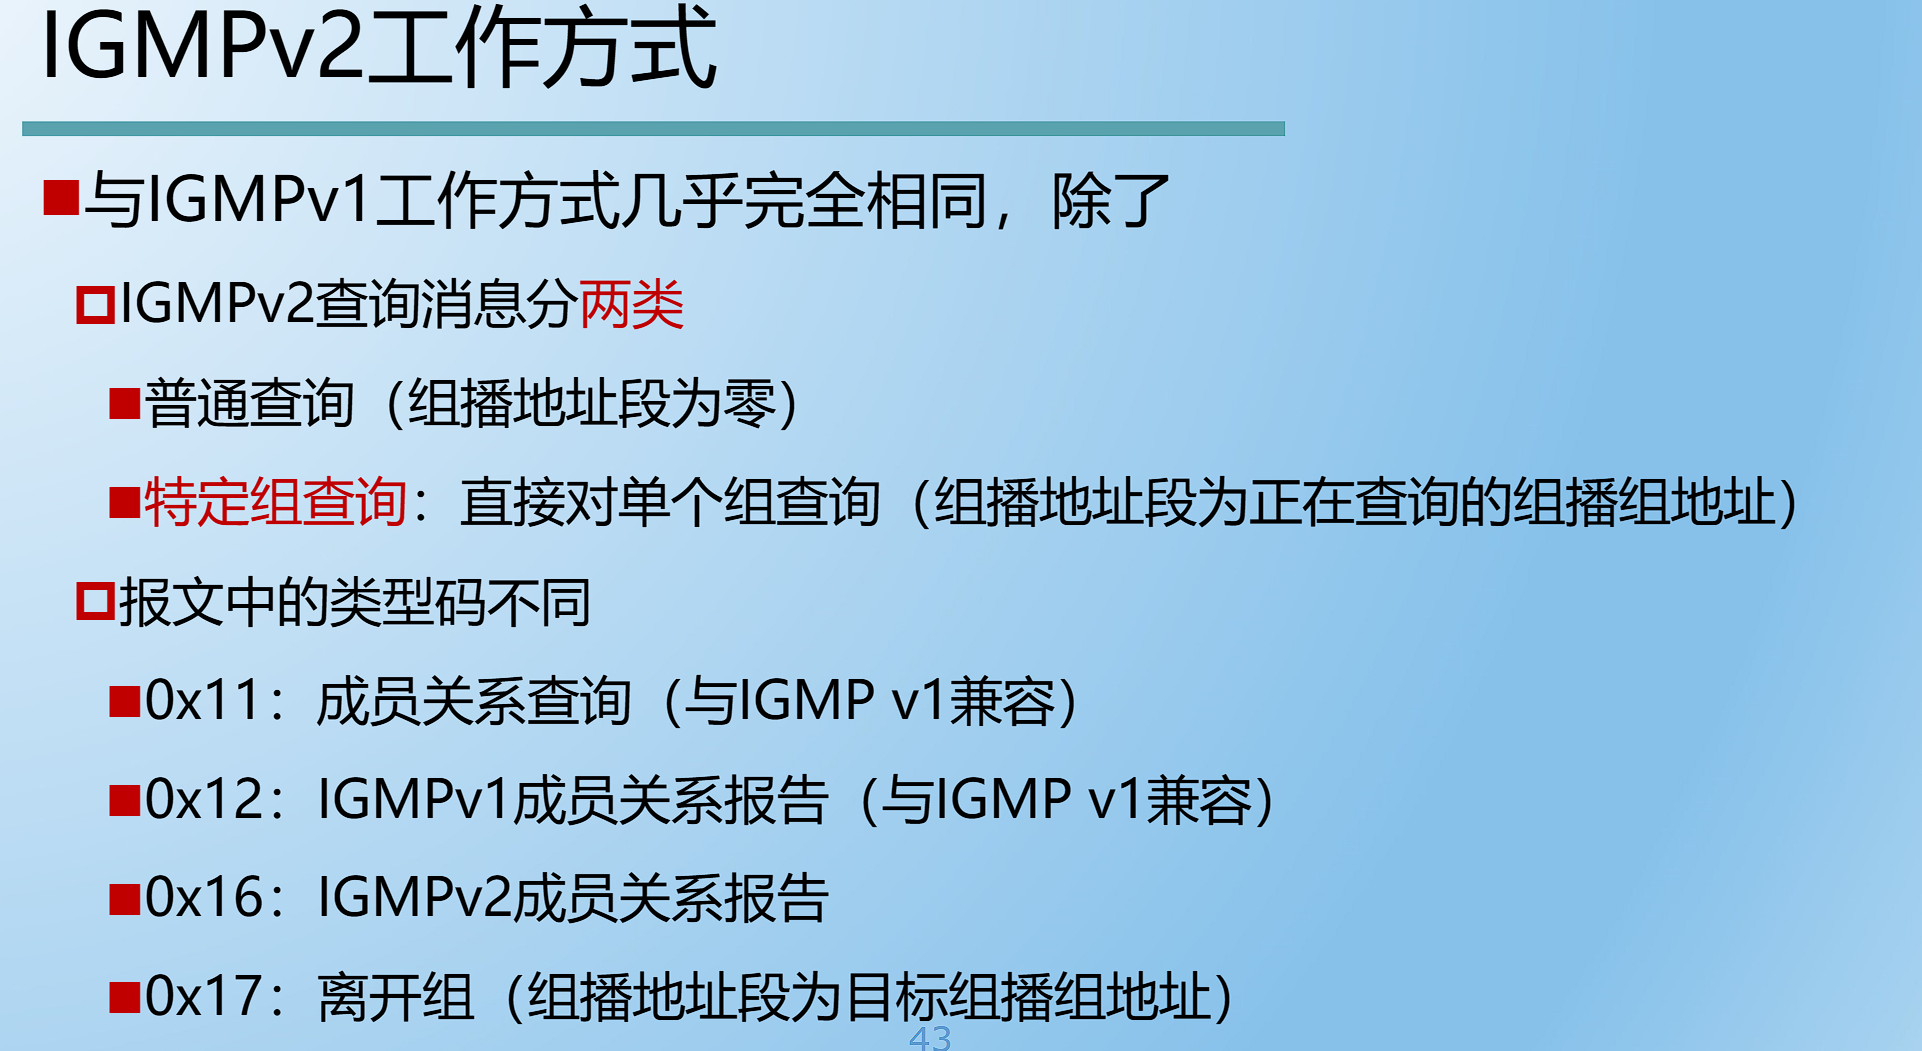 IGMPv2工作方式
与IGMPv1工作方式几乎完全相同，除了
IGMPv2查询消息分两类
普通查询（组播地址段为零）
特定组查询：直接对单个组查询（组播地址段为正在查询的组播组地址）
报文中的类型码不同
0x11：成员关系查询（与IGMP v1兼容）
0x12：IGMPv1成员关系报告（与IGMP v1兼容）
0x16：IGMPv2成员关系报告
0x17：离开组（组播地址段为目标组播组地址）
43